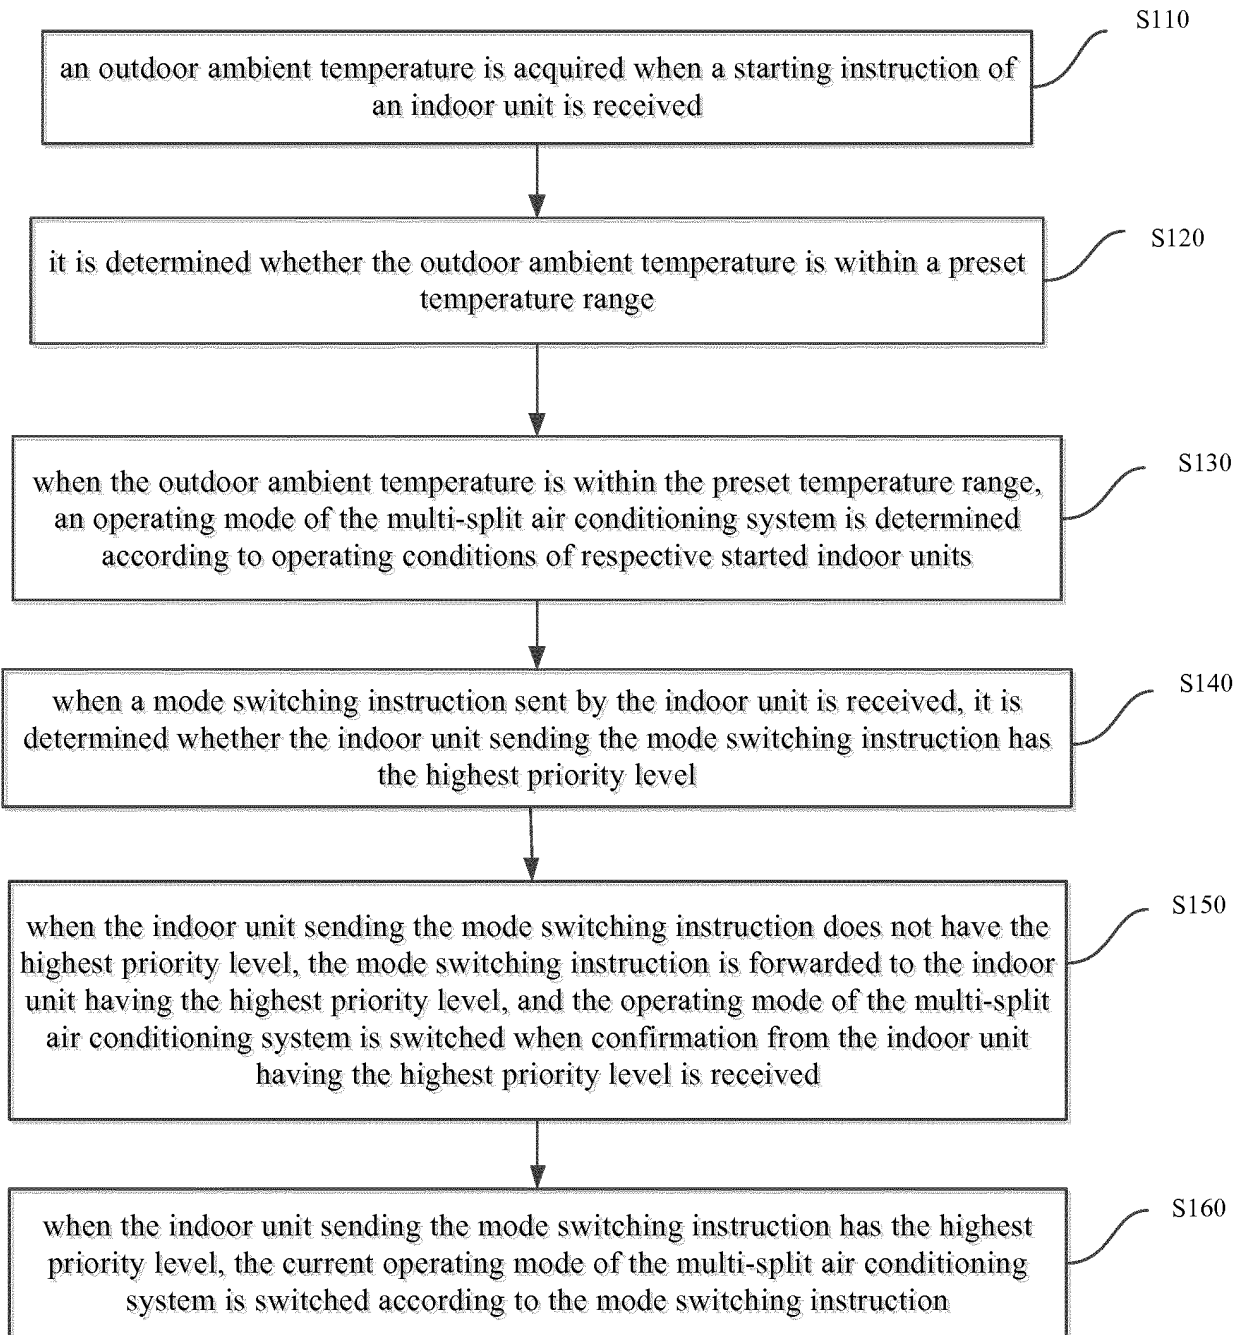 S110
an outdoor ambient temperature is acquired when a starting instruction of
an indoor unit is received
S120
it is determined whether the outdoor ambient temperature is within a preset
temperature range
S130
when the outdoor ambient temperature is within the preset temperature range,
an operating mode of the multi-split air conditioning system is determined
according to operating conditions of respective started indoor units
S140
when a mode switching instruction sent by the indoor unit is received, it is
determined whether the indoor unit sending the mode switching instruction has
the highest priority level
S150
when the indoor unit sending the mode switching instruction does not have the
highest priority level, the mode switching instruction is forwarded to the indoor
unit having the highest priority level, and the operating mode of the multi-split
air conditioning system is switched when confirmation from the indoor unit
having the highest priority level is received
S160
when the indoor unit sending the mode switching instruction has the highest
priority level, the current operating mode of the multi-split air conditioning
system is switched according to the mode switching instruction